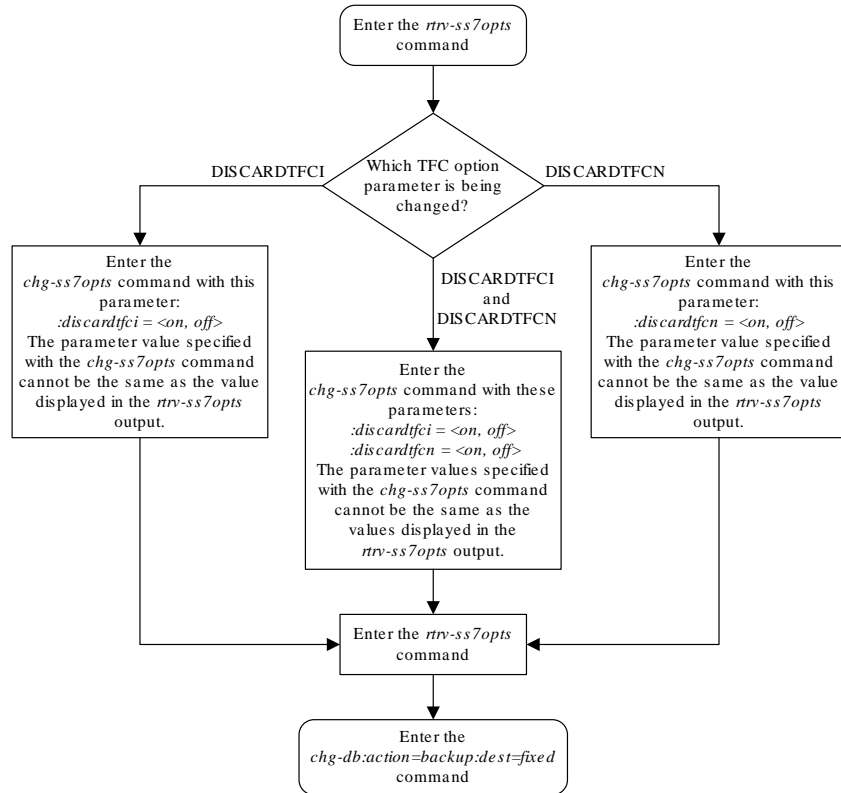 Enter the rtrv-ss7opts
command
Which TFC option
parameter is being
changed?
DISCARDTFCI
DISCARDTFCN
DISCARDTFCI
and
DISCARDTFCN
Enter the
chg-ss7opts command with this
parameter:
:discardtfci = <on, off>
The parameter value specified
with the chg-ss7opts command
cannot be the same as the value
displayed in the rtrv-ss7opts
output.
Enter the
chg-ss7opts command with these
parameters:
:discardtfci = <on, off>
:discardtfcn = <on, off>
The parameter values specified
with the chg-ss7opts command
cannot be the same as the
values displayed in the
rtrv-ss7opts output.
Enter the
chg-ss7opts command with this
parameter:
:discardtfcn = <on, off>
The parameter value specified
with the chg-ss7opts command
cannot be the same as the value
displayed in the rtrv-ss7opts
output.
Enter the rtrv-ss7opts
command
Enter the
chg-db:action=backup:dest=fixed
command